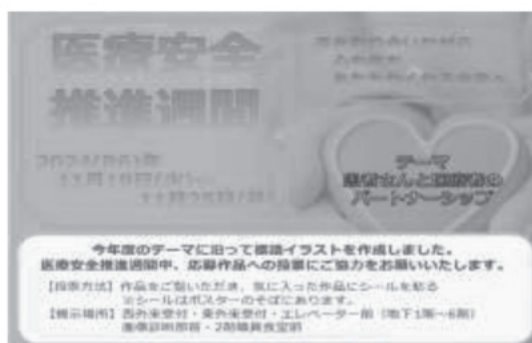 医療安全
推進週間
テーマ
患者さんと医療者の
パートナーシップ
今年度のテーマに沿って標語イラストを作成しました。
医療安全推進週間中、応募作品への投票にご協力をお願いいたします。
【投票方法】作品をご覧いただき、気に入った作品にシールを貼る
※シールはポスターのそばにあります。
【掲示場所】西外来受付・東外来受付・エレベーター前（地下1階～6階）
画像診断部前・2階職員食堂前